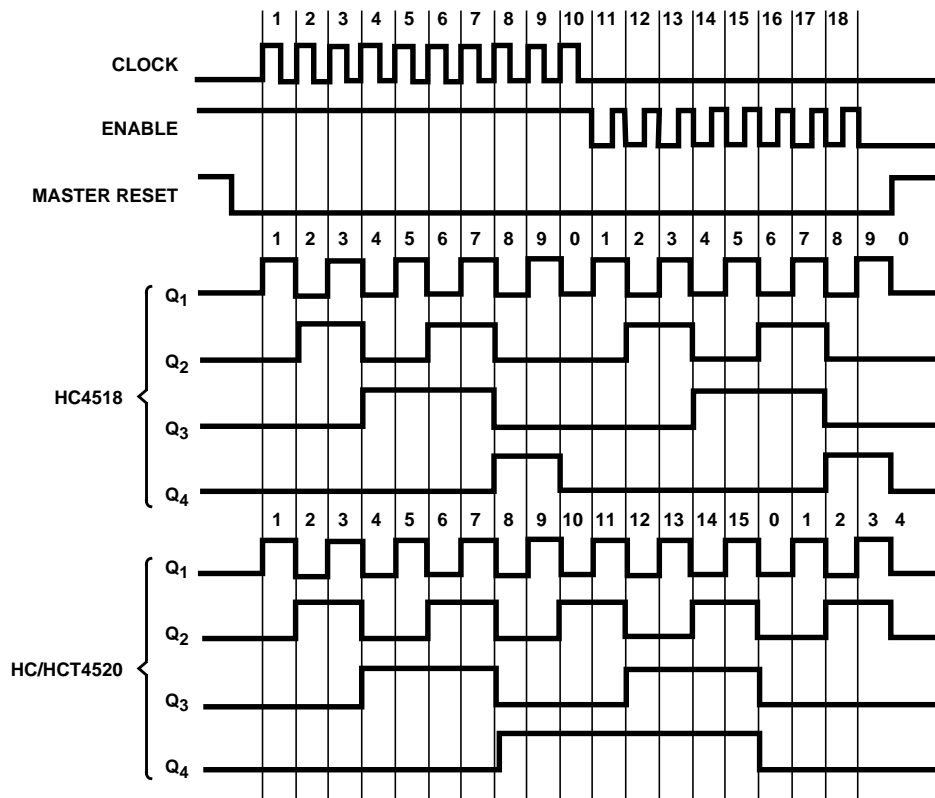 1 2 3 4 5 6 7 8 9 10 11 12 13 14 15 16 17 18
CLOCK
ENABLE
MASTER RESET
1 2 3 4 5 6 7 8 9 0 1 2 3 4 5 6 7 8 9 0
Q1
Q2
HC4518
Q3
Q4
1 2 3 4 5 6 7 8 9 10 11 12 13 14 15 0 1 2 3 4
Q1
Q2
HC/HCT4520
Q3
Q4